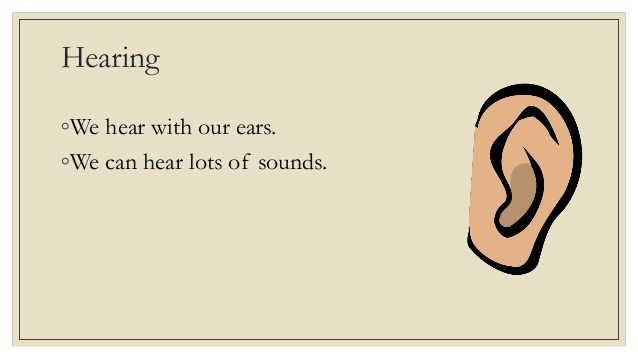 Hearing
◦We hear with our ears.
◦We can hear lots of sounds.